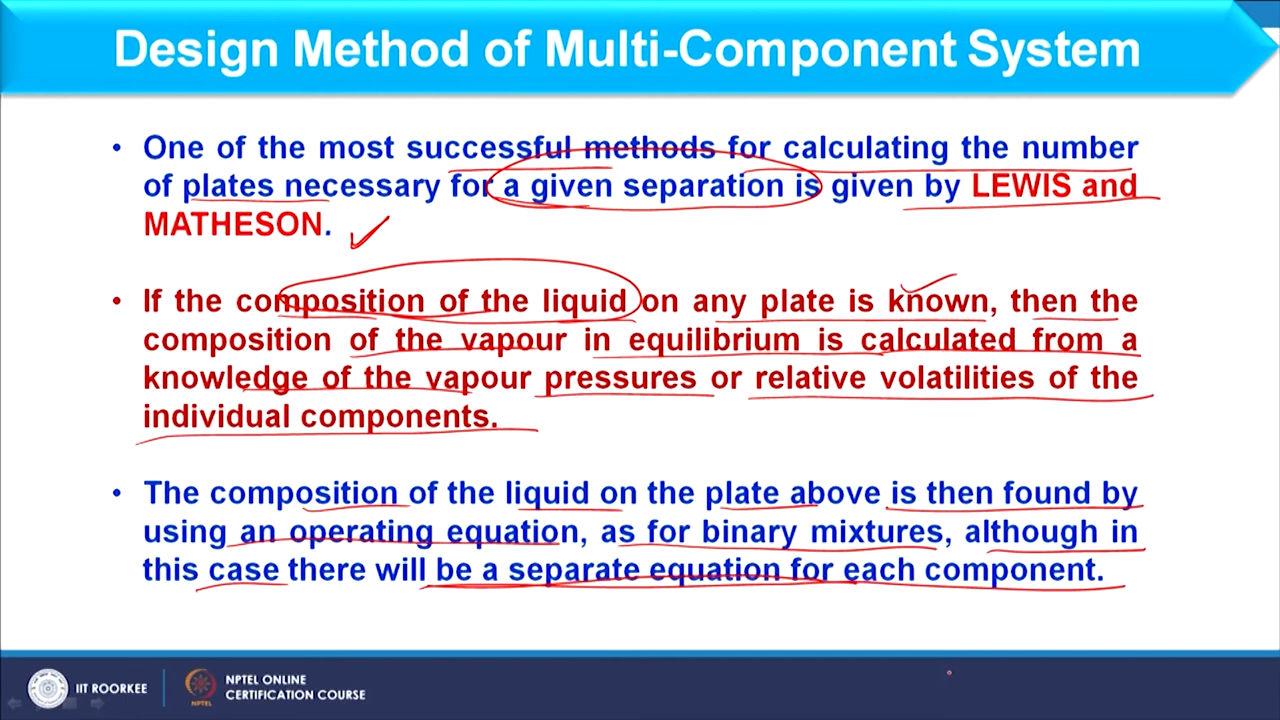 Design Method of Multi-Component System
• One of the most successful methods for calculating the number
of plates necessary for a given separation is given by LEWIS and
MATHESON.
• If the composition of the liquid on any plate is known, then the
composition of the vapour in equilibrium is calculated from a
knowledge of the vapour pressures or relative volatilities of the
individual components.
• The composition of the liquid on the plate above is then found by
using an operating equation, as for binary mixtures, although in
this case there will be a separate equation for each component.
IIT ROORKEE
NPTEL
NPTEL ONLINE
CERTIFICATION COURSE